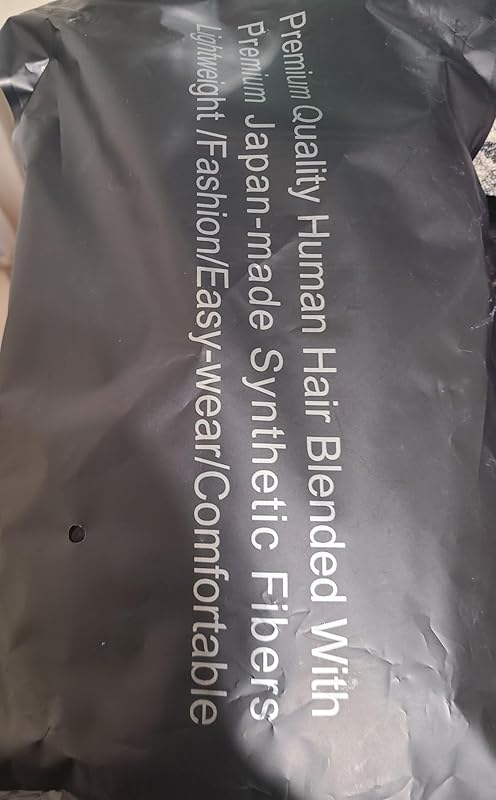 Premium Quality Human Hair Blended With
Premium Japan-made Synthetic Fibers
Lightweight /Fashion/Easy-wear/Comfortable